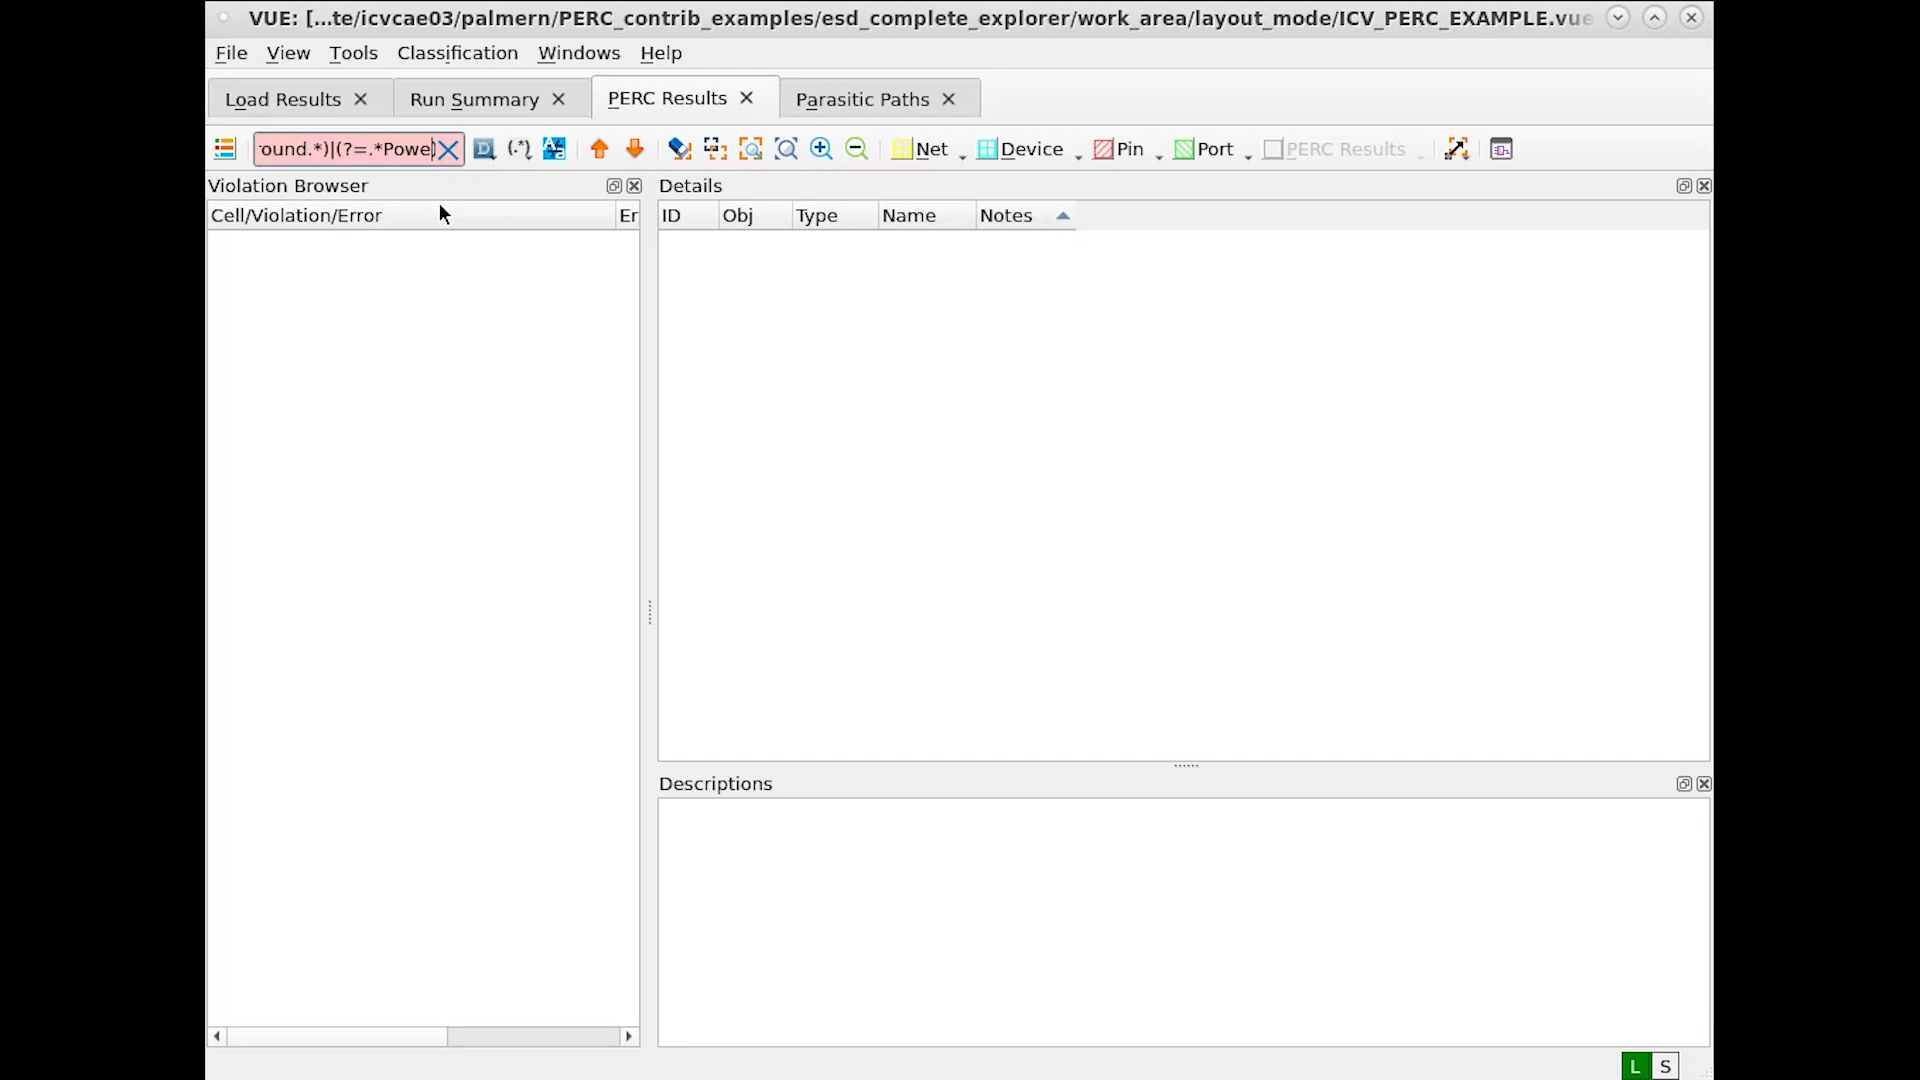 VUE: [...te/icvcae03/palmern/PERC_contrib_examples/esd_complete_explorer/work_area/layout_mode/ICV_PERC_EXAMPLE.vue
File View Tools Classification Windows Help
Load Results Run Summary PERC Results Parasitic Paths
ound.*)|(?=.*Powe D (.*) Net Device Pin Port PERC Results
Violation Browser Details
Cell/Violation/Error Er ID Obj Type Name Notes
Descriptions
L S